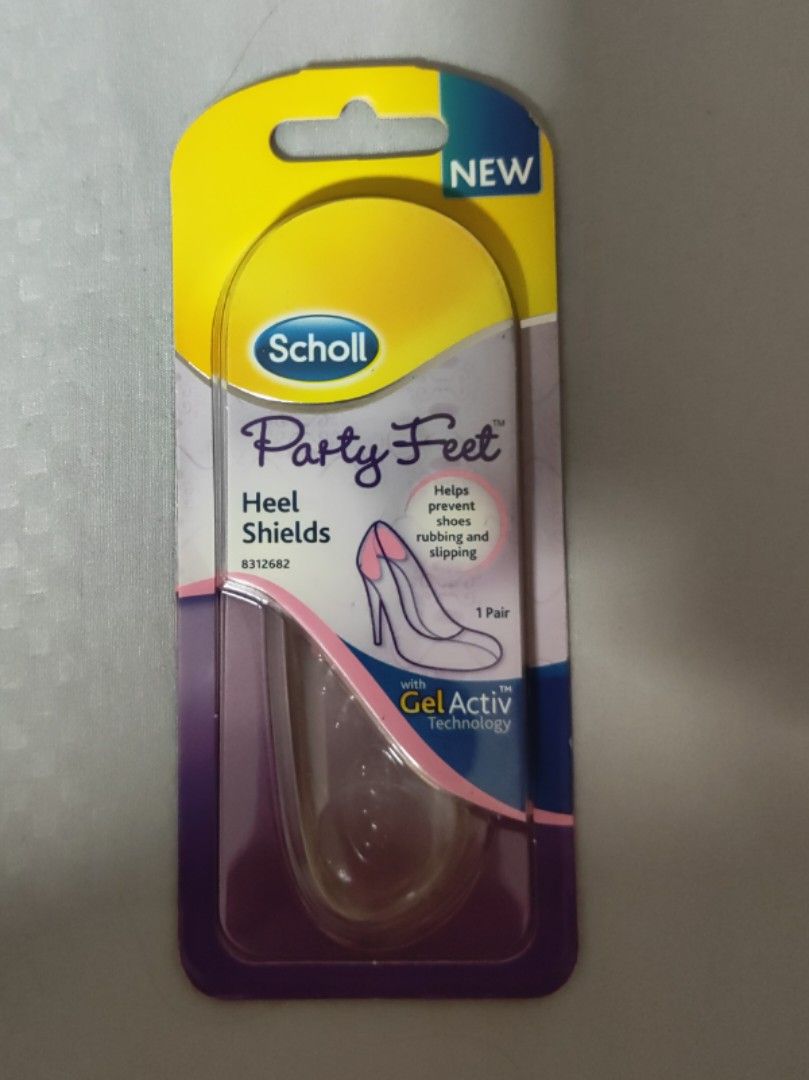 NEW
Scholl
Party Feet™
Heel
Shields
8312682
Helps
prevent
shoes
rubbing and
slipping
1 Pair
with
GelActiv™
Technology